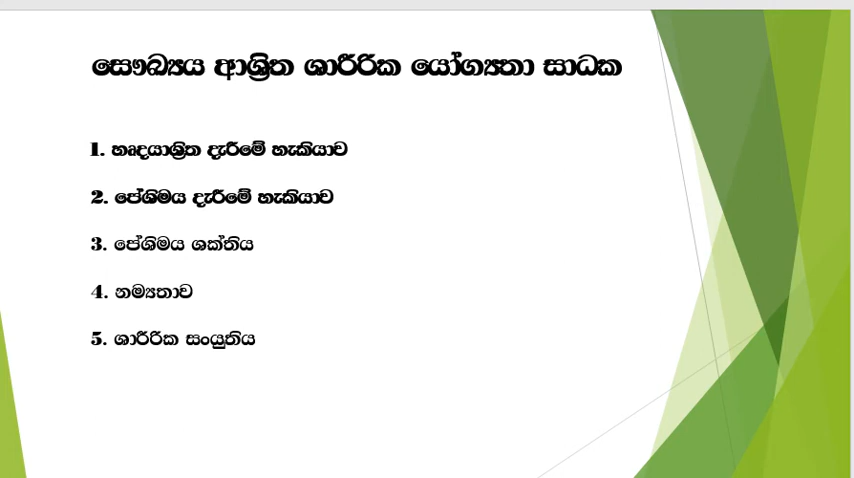 සෞඛ්‍යය ආශ්‍රිත ශාරීරික යෝග්‍යතා සාධක
1. හෘදයාශ්‍රිත දැරීමේ හැකියාව
2. පේශිමය දැරීමේ හැකියාව
3. පේශිමය ශක්තිය
4. නම්‍යතාව
5. ශාරීරික සංයුතිය